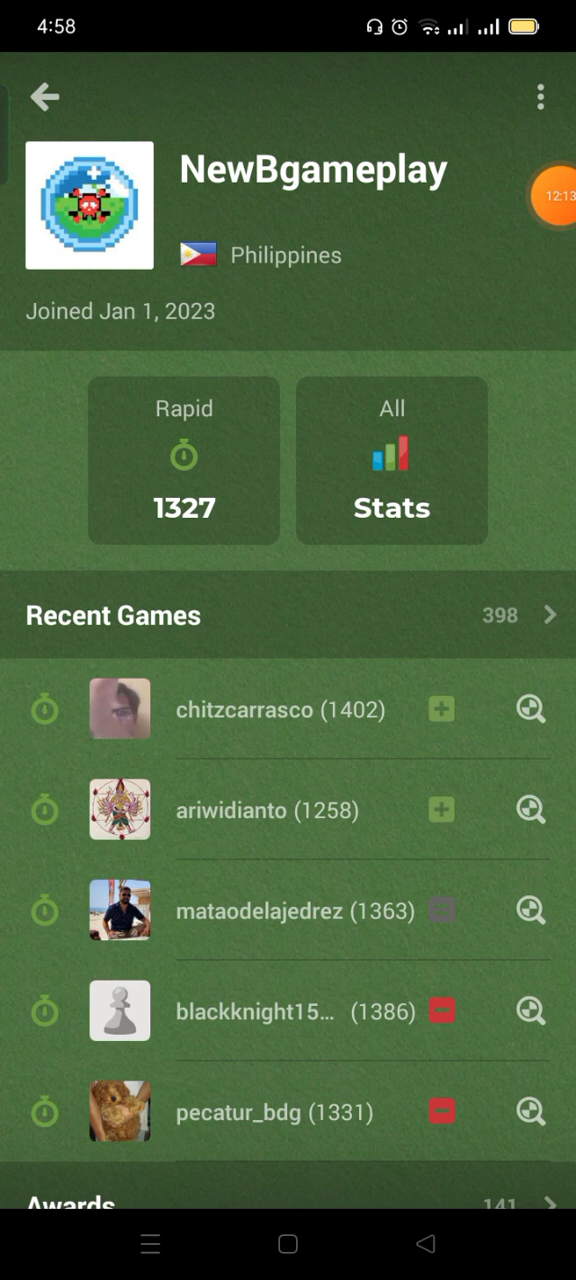 4:58
NewBgameplay
12:13
Philippines
Joined Jan 1, 2023
Rapid
1327
All
Stats
Recent Games 398
chitzcarrasco (1402)
ariwidianto (1258)
mataodelajedrez (1363)
blackknight15... (1386)
pecatur_bdg (1331)
Awards 141